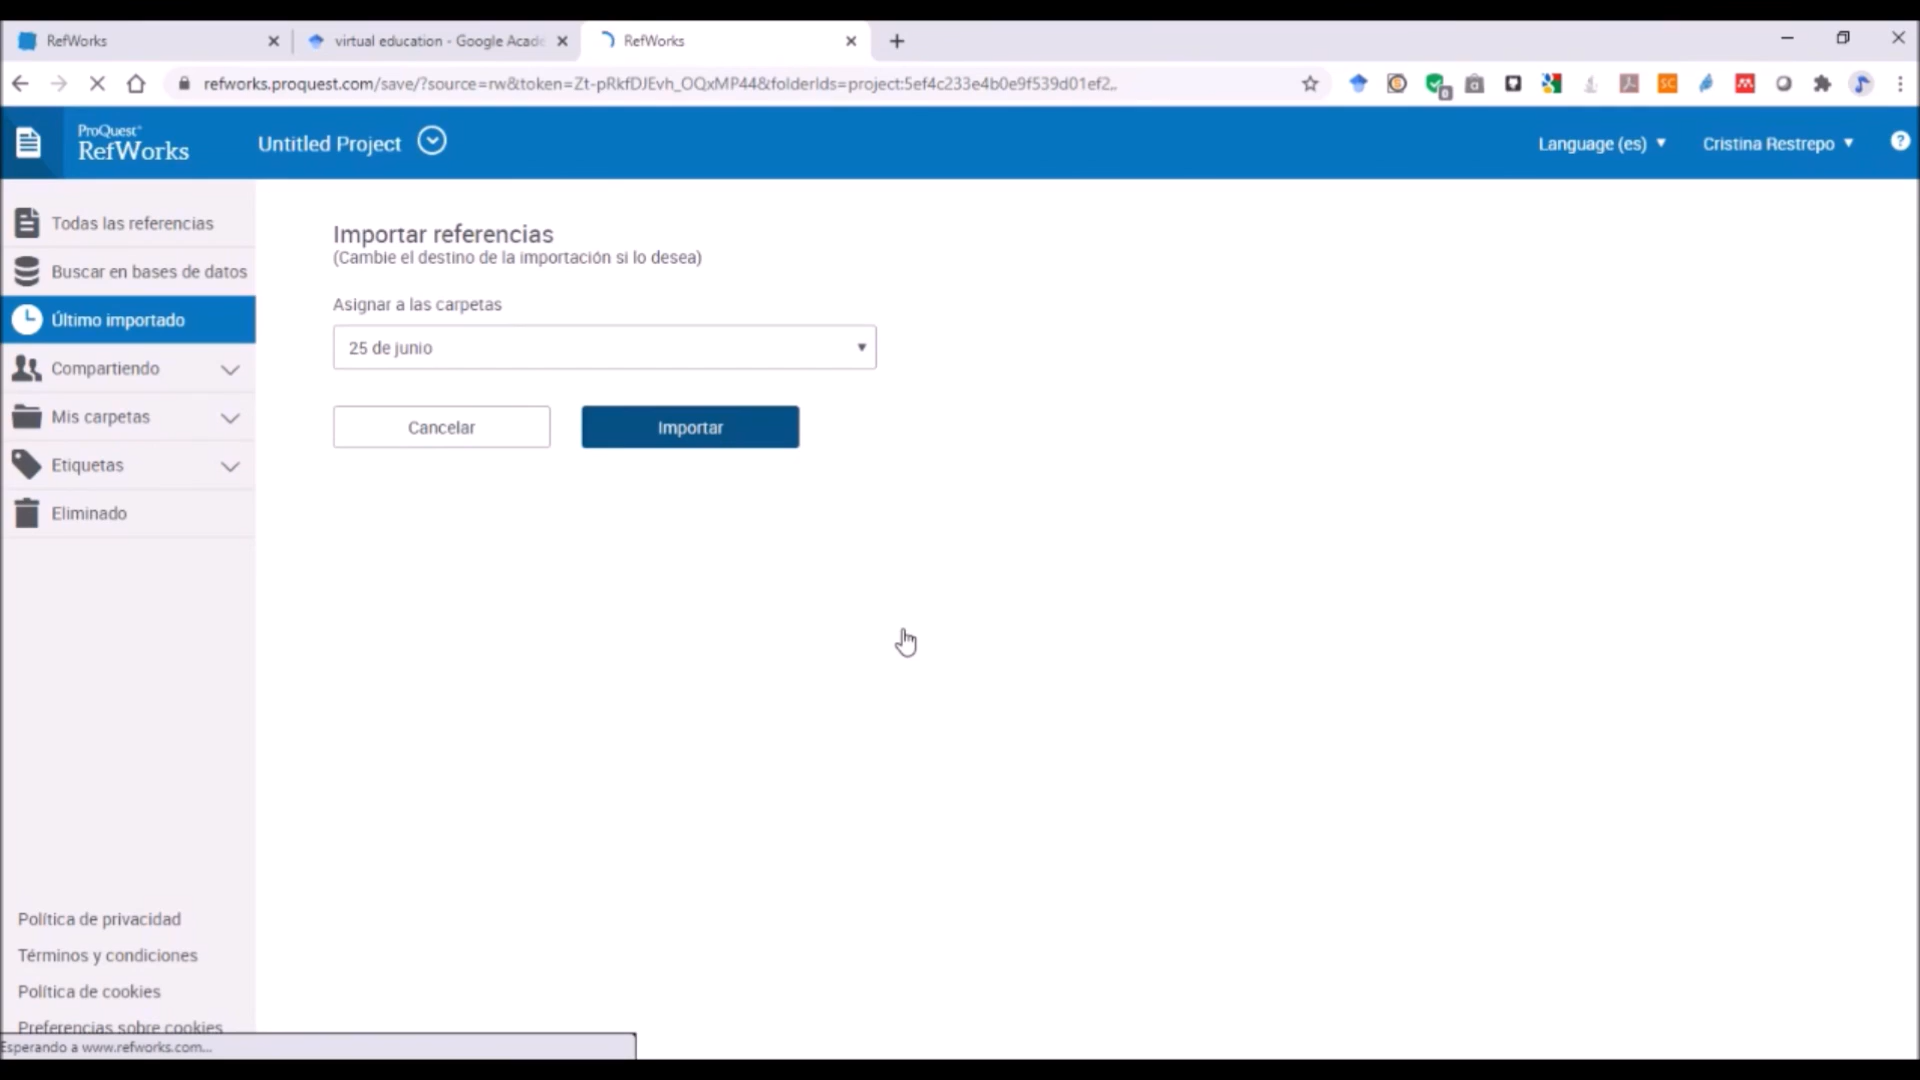 RefWorks
virtual education - Google Acad
RefWorks
refworks.proquest.com/save/?source=rw&token=Zt-pRkfDJEvh_OQxMP44&folderIds=project:5ef4c233e4b0e9f539d01ef2...
ProQuest
RefWorks
Untitled Project
Language (es)
Cristina Restrepo
?
Todas las referencias
Buscar en bases de datos
Último importado
Compartiendo
Mis carpetas
Etiquetas
Eliminado
Importar referencias
(Cambie el destino de la importación si lo desea)
Asignar a las carpetas
25 de junio
Cancelar
Importar
Política de privacidad
Términos y condiciones
Política de cookies
Preferencias sobre cookies
Esperando a www.refworks.com...